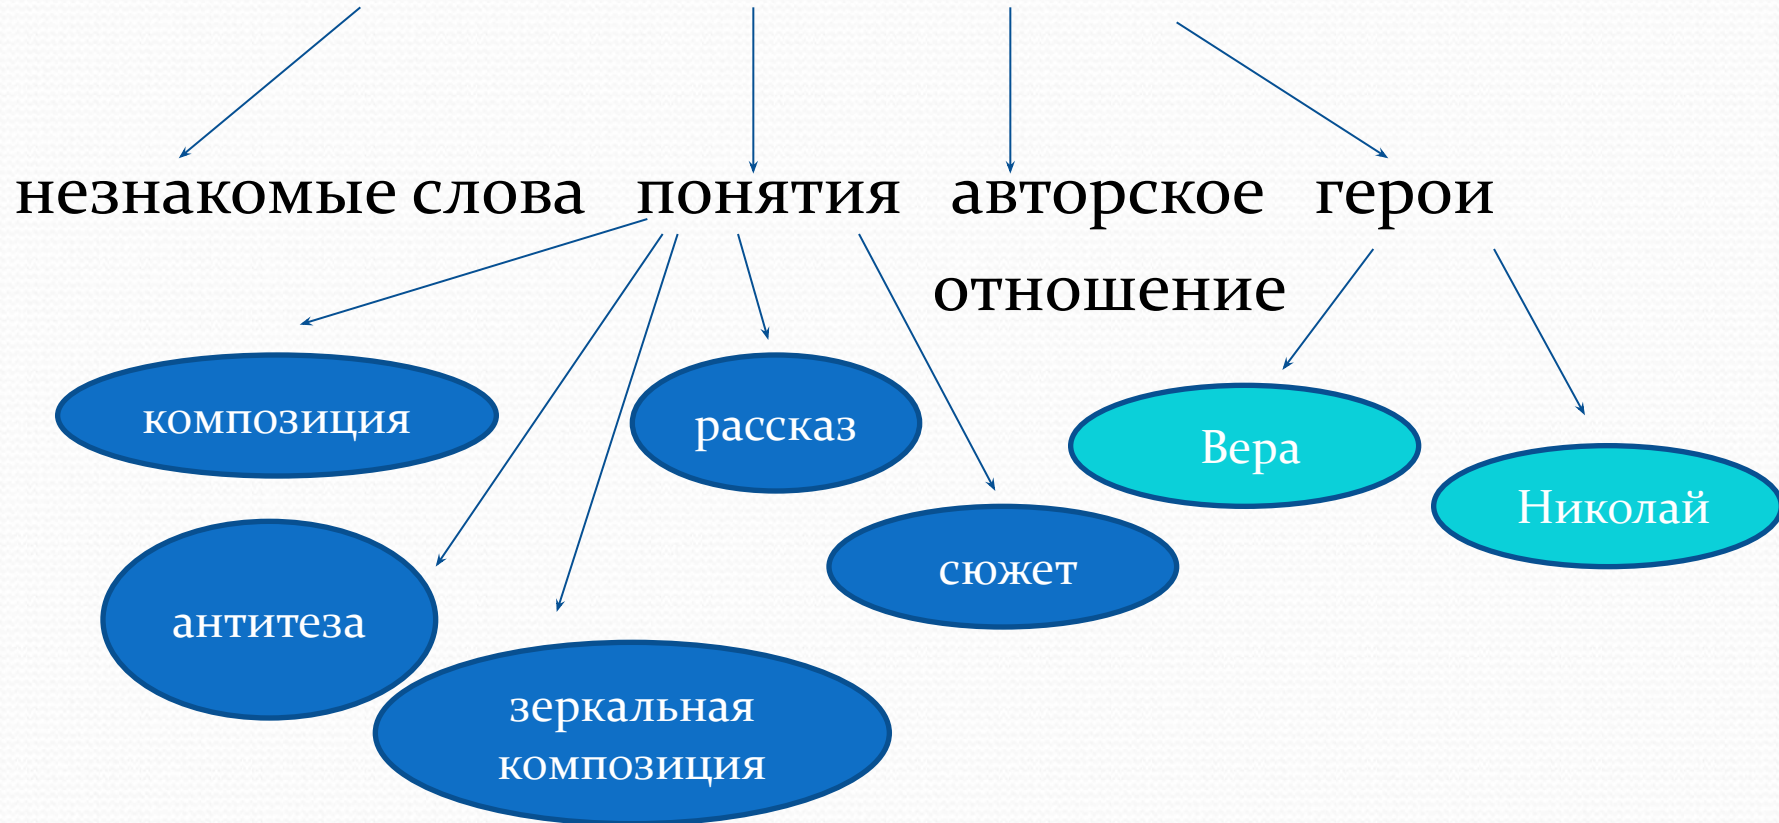 незнакомые слова понятия авторское герои
отношение
композиция
рассказ
Вера
Николай
сюжет
антитеза
зеркальная
композиция